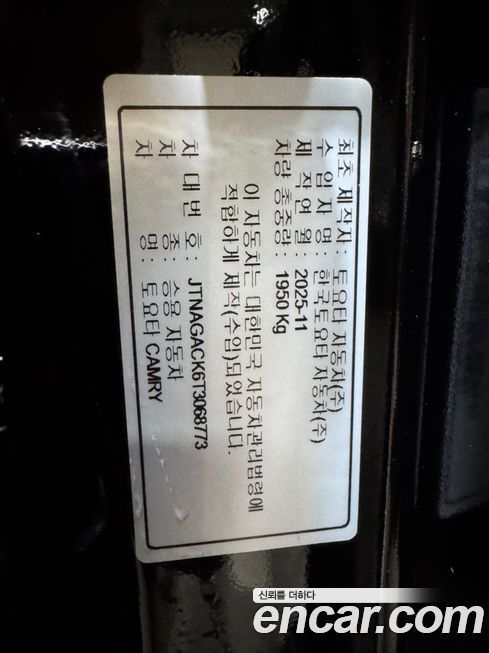 최초 제작자 : 토요타 자동차(주)
수 입 자 명 : 한국토요타 자동차(주)
제 작 연 월 : 2025-11
차량 총중량 : 1950 Kg
이 자동차는 대한민국 자동차관리법령에
적합하게 제작(수입)되었습니다.
차 대 번 호 : JTNAGACK6T3068773
차 종 : 승용 자동차
차 명 : 토요타 CAMRY
신뢰를 더하다
encar.com